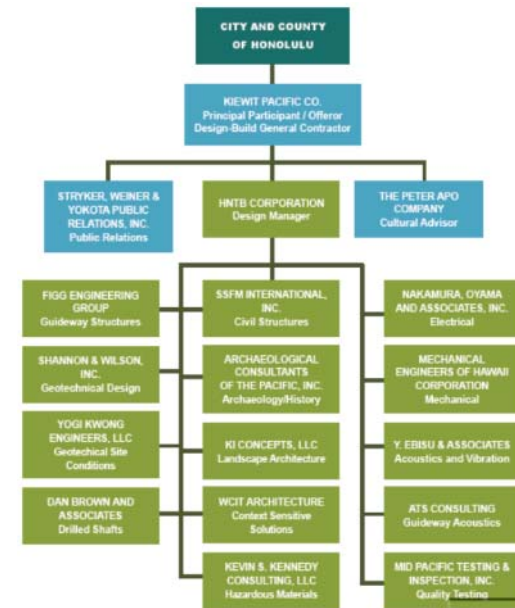 CITY AND COUNTY
OF HONOLULU
KIEWIT PACIFIC CO.
Principal Participant / Offeror
Design-Build General Contractor
STRYKER, WEINER &
YOKOTA PUBLIC
RELATIONS, INC.
Public Relations
HNTB CORPORATION
Design Manager
THE PETER APO
COMPANY
Cultural Advisor
FIGG ENGINEERING
GROUP
Guideway Structures
SSFM INTERNATIONAL,
INC.
Civil Structures
NAKAMURA, OYAMA
AND ASSOCIATES, INC.
Electrical
SHANNON & WILSON,
INC.
Geotechnical Design
ARCHAEOLOGICAL
CONSULTANTS
OF THE PACIFIC, INC.
Archaeology/History
MECHANICAL
ENGINEERS OF HAWAII
CORPORATION
Mechanical
YOGI KWONG
ENGINEERS, LLC
Geotechical Site
Conditions
KI CONCEPTS, LLC
Landscape Architecture
Y. EBISU & ASSOCIATES
Acoustics and Vibration
DAN BROWN AND
ASSOCIATES
Drilled Shafts
WCIT ARCHITECTURE
Context Sensitive
Solutions
ATS CONSULTING
Guideway Acoustics
KEVIN S. KENNEDY
CONSULTING, LLC
Hazardous Materials
MID PACIFIC TESTING &
INSPECTION, INC.
Quality Testing